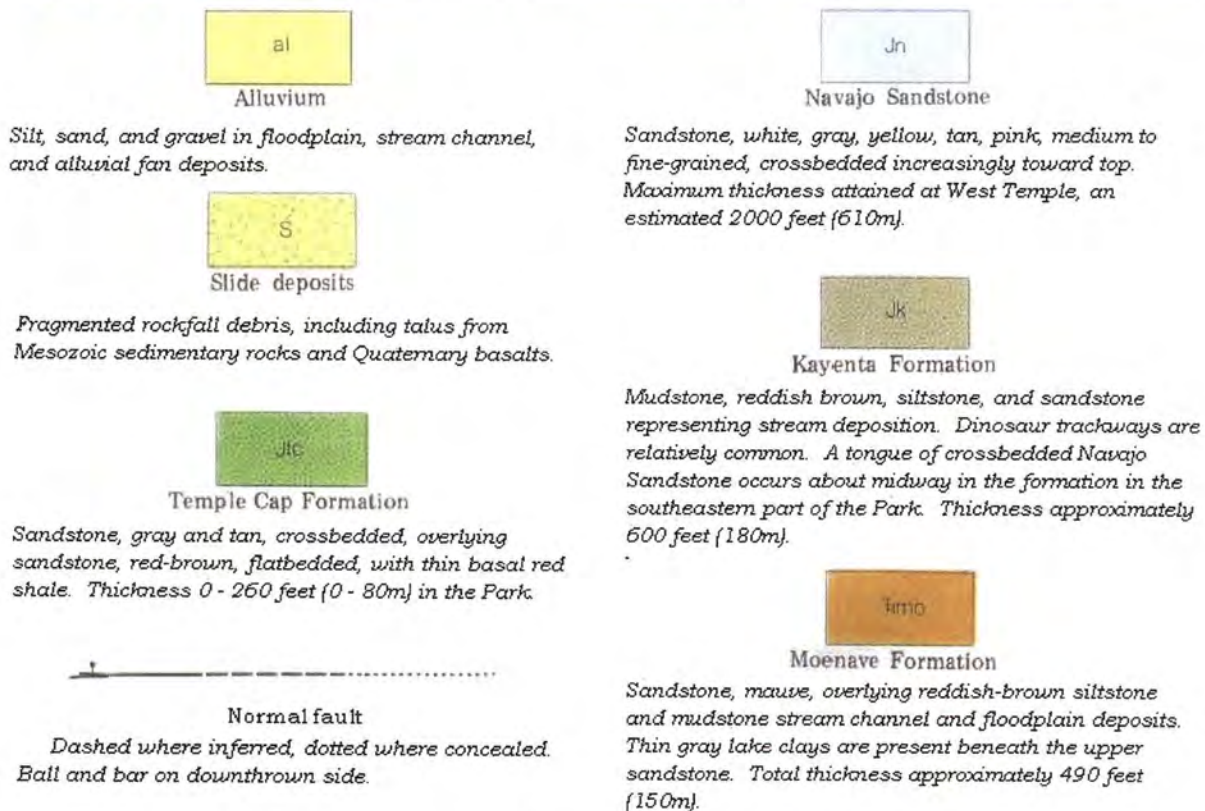 al
Alluvium
Silt, sand, and gravel in floodplain, stream channel,
and alluvial fan deposits.
S
Slide deposits
Fragmented rockfall debris, including talus from
Mesozoic sedimentary rocks and Quaternary basalts.
Jtc
Temple Cap Formation
Sandstone, gray and tan, crossbedded, overlying
sandstone, red-brown, flatbedded, with thin basal red
shale. Thickness 0 - 260 feet (0 - 80m) in the Park.
Normal fault
Dashed where inferred, dotted where concealed.
Ball and bar on downthrown side.
Jn
Navajo Sandstone
Sandstone, white, gray, yellow, tan, pink, medium to
fine-grained, crossbedded increasingly toward top.
Maximum thickness attained at West Temple, an
estimated 2000 feet (610m).
Jk
Kayenta Formation
Mudstone, reddish brown, siltstone, and sandstone
representing stream deposition. Dinosaur trackways are
relatively common. A tongue of crossbedded Navajo
Sandstone occurs about midway in the formation in the
southeastern part of the Park. Thickness approximately
600 feet (180m).
Moenave Formation
Sandstone, mauve, overlying reddish-brown siltstone
and mudstone stream channel and floodplain deposits.
Thin gray lake clays are present beneath the upper
sandstone. Total thickness approximately 490 feet
(150m).